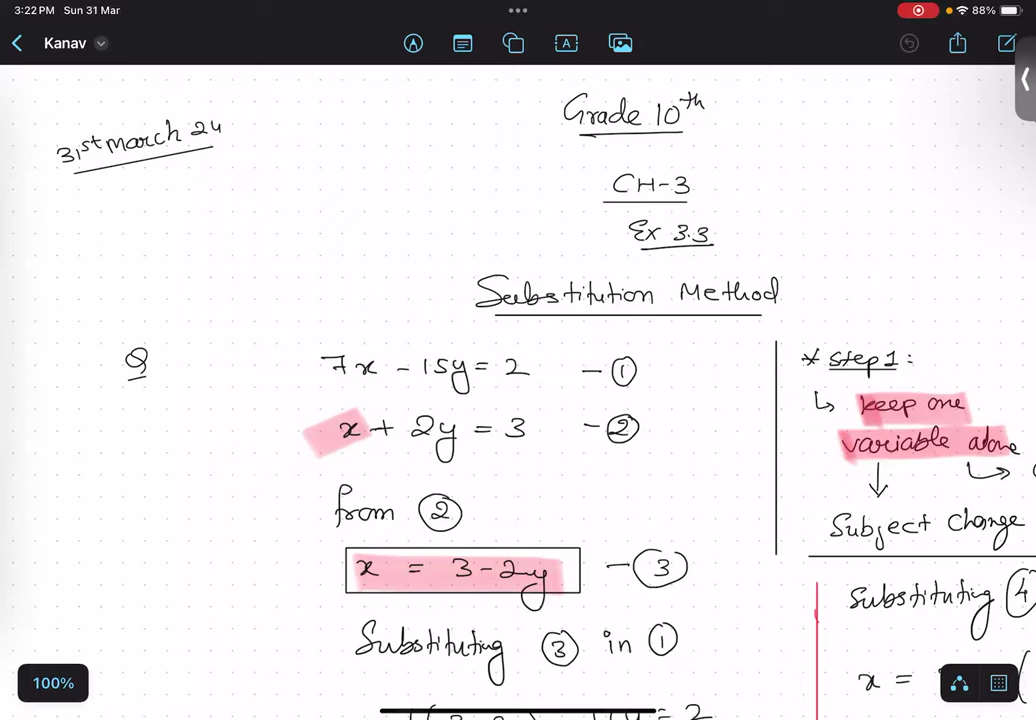 3:22 PM Sun 31 Mar
88%
Kanav
31st march 24
Grade 10th
CH-3
Ex 3.3
Substitution Method
Q
7x - 15y = 2 - ①
x + 2y = 3 - ②
from ②
x = 3 - 2y - ③
Substituting ③ in ①
* Step 1:
↳ keep one
variable alone
Subject Change
Substituting ④
x =
100%